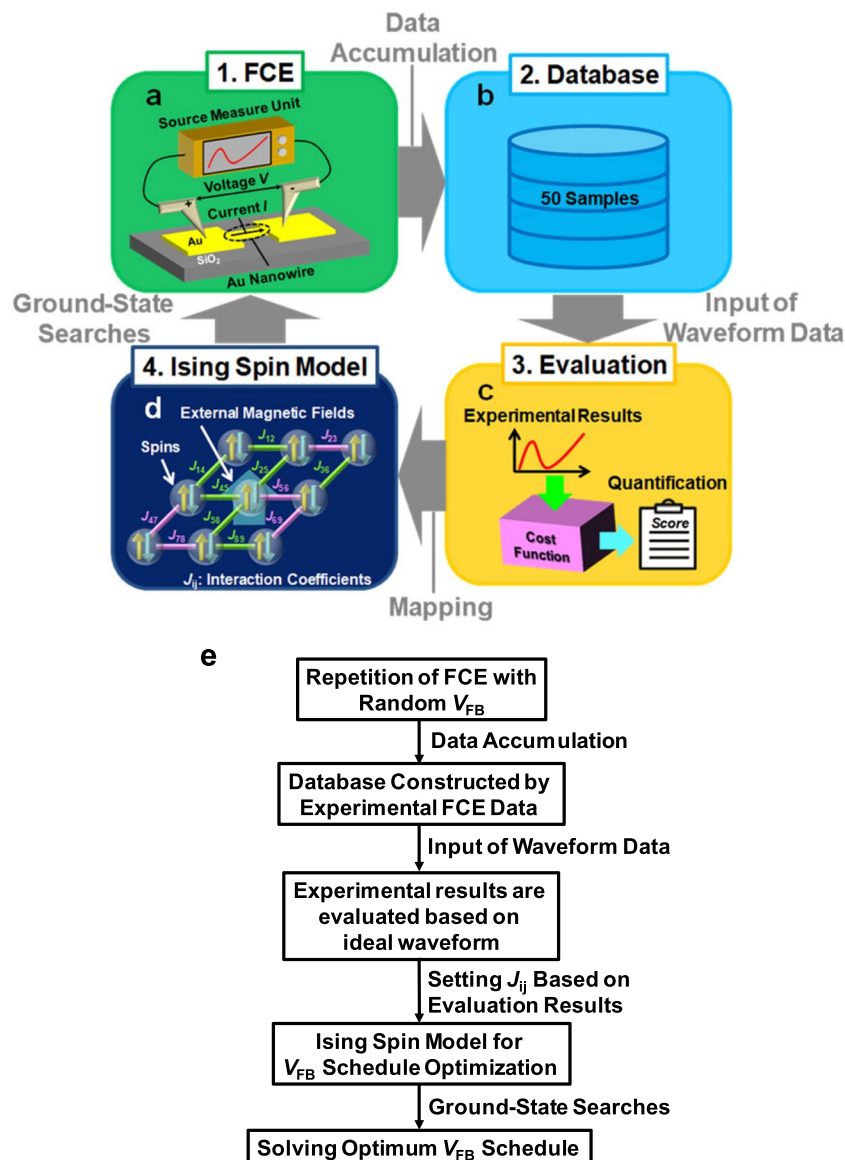 Data
Accumulation
1. FCE
a
Source Measure Unit
Voltage V
+
-
Current I
Au
SiO₂
Au Nanowire
2. Database
b
50 Samples
Ground-State
Searches
Input of
Waveform Data
4. Ising Spin Model
d
External Magnetic Fields
Spins
J₁₂
J₂₃
J₁₄
J₂₅
J₃₆
J₄₅
J₅₆
J₄₇
J₅₈
J₆₉
J₇₈
J₈₉
Jij: Interaction Coefficients
3. Evaluation
c
Experimental Results
Quantification
Cost
Function
Score
Mapping
e
Repetition of FCE with
Random VFB
Data Accumulation
Database Constructed by
Experimental FCE Data
Input of Waveform Data
Experimental results are
evaluated based on
ideal waveform
Setting Jij Based on
Evaluation Results
Ising Spin Model for
VFB Schedule Optimization
Ground-State Searches
Solving Optimum VFB Schedule